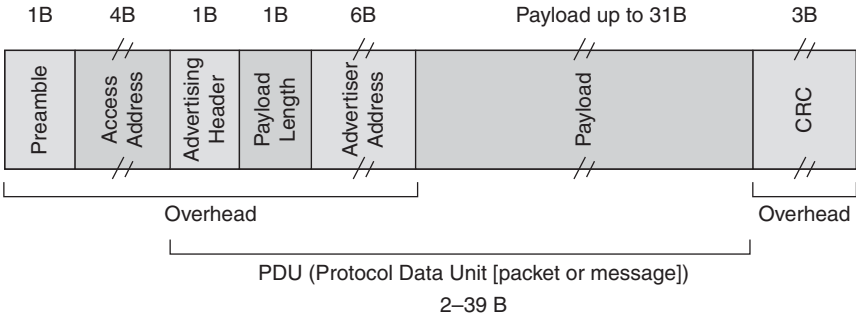 1B 4B 1B 1B 6B Payload up to 31B 3B
Preamble
Access
Address
Advertising
Header
Payload
Length
Advertiser
Address
Payload
CRC
Overhead Overhead
PDU (Protocol Data Unit [packet or message])
2–39 B